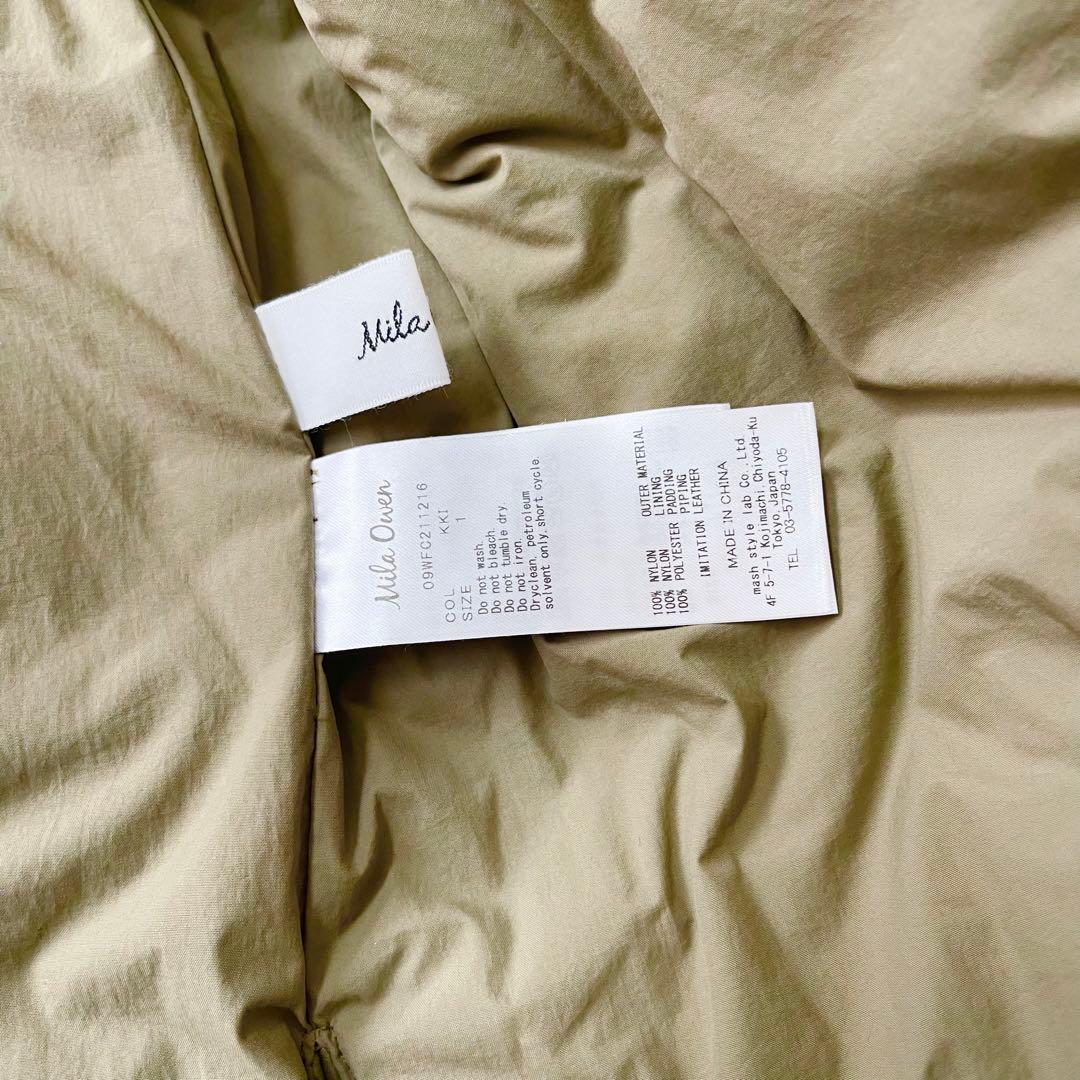 Mila
Mila Owen
09WFC211216
COL KKI
SIZE 1
Do not wash.
Do not bleach.
Do not tumble dry.
Do not iron.
Dryclean, petroleum
solvent only.short cycle.
OUTER MATERIAL
100% NYLON
LINING
100% NYLON
PADDING
100% POLYESTER
PIPING
IMITATION LEATHER
MADE IN CHINA
mash style lab Co., Ltd.
4F 5-7-1 Kojimachi, Chiyoda-Ku
Tokyo, Japan
TEL 03-5778-4105